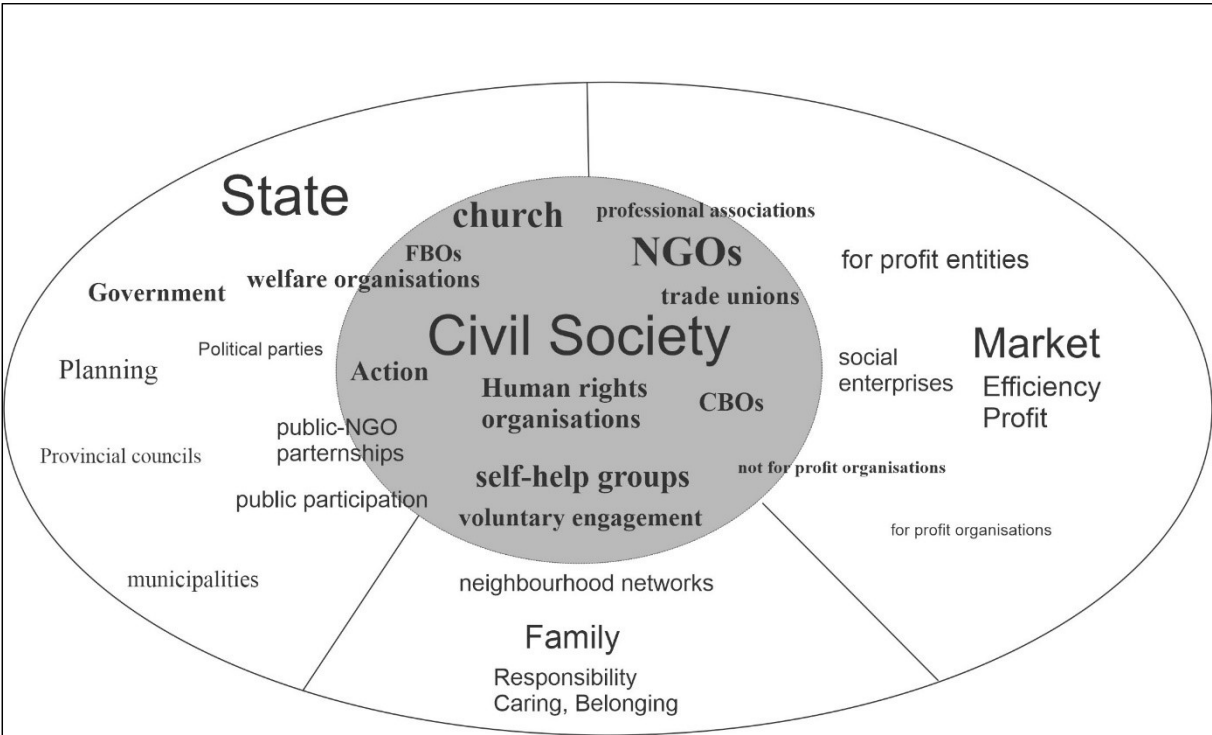 State
Government
welfare organisations
Planning
Political parties
Provincial councils
public-NGO
parternships
public participation
municipalities
church
professional associations
FBOs
NGOs
trade unions
Civil Society
Action
Human rights
organisations
CBOs
self-help groups
not for profit organisations
voluntary engagement
for profit entities
Market
social
enterprises
Efficiency
Profit
for profit organisations
neighbourhood networks
Family
Responsibility
Caring, Belonging